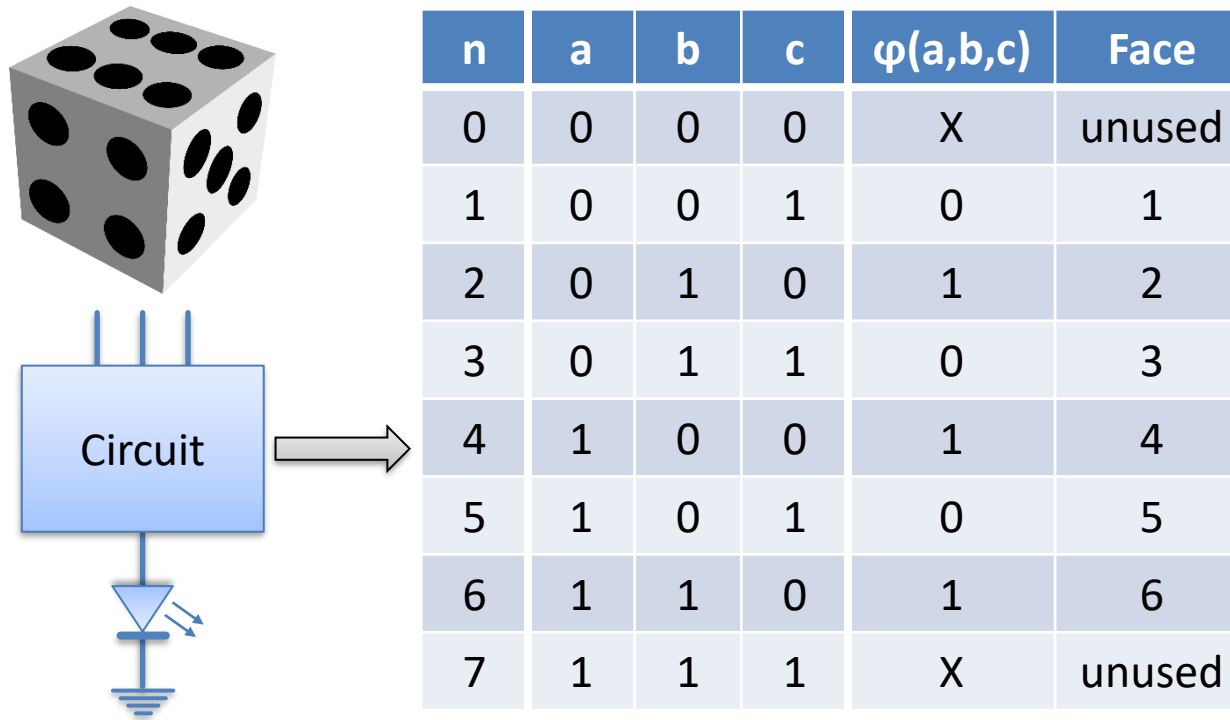 Circuit
n a b c φ(a,b,c) Face
0 0 0 0 X unused
1 0 0 1 0 1
2 0 1 0 1 2
3 0 1 1 0 3
4 1 0 0 1 4
5 1 0 1 0 5
6 1 1 0 1 6
7 1 1 1 X unused